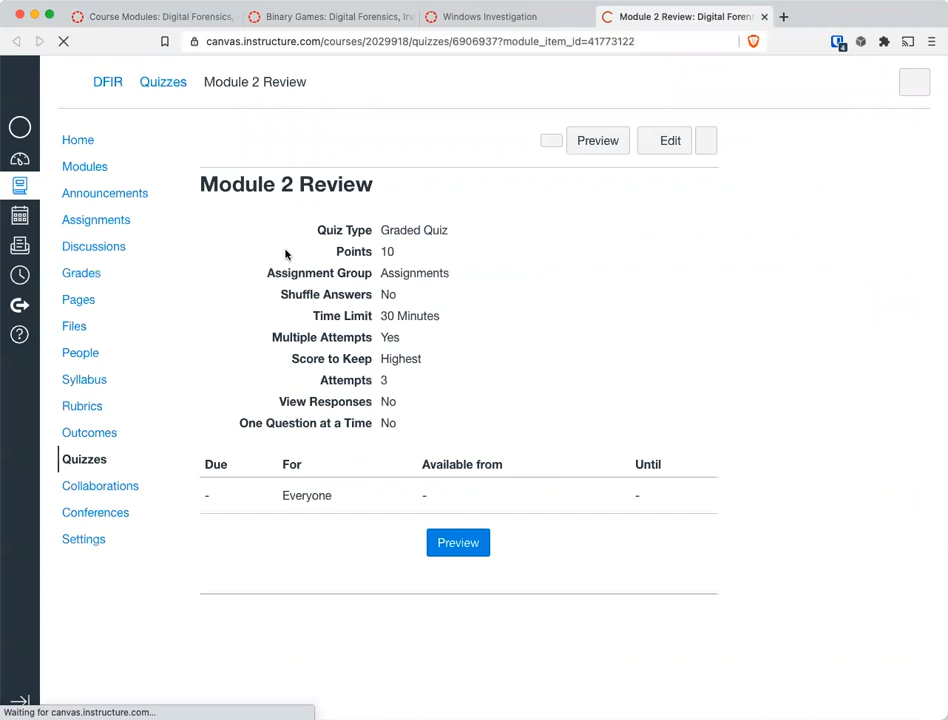 Course Modules: Digital Forensics,
Binary Games: Digital Forensics, Irv
Windows Investigation
Module 2 Review: Digital Foren
canvas.instructure.com/courses/2029918/quizzes/6906937?module_item_id=41773122
4
DFIR Quizzes Module 2 Review
Home
Modules
Announcements
Assignments
Discussions
Grades
Pages
Files
People
Syllabus
Rubrics
Outcomes
Quizzes
Collaborations
Conferences
Settings
Preview Edit
Module 2 Review
Quiz Type Graded Quiz
Points 10
Assignment Group Assignments
Shuffle Answers No
Time Limit 30 Minutes
Multiple Attempts Yes
Score to Keep Highest
Attempts 3
View Responses No
One Question at a Time No
Due For Available from Until
- Everyone - -
Preview
Waiting for canvas.instructure.com...